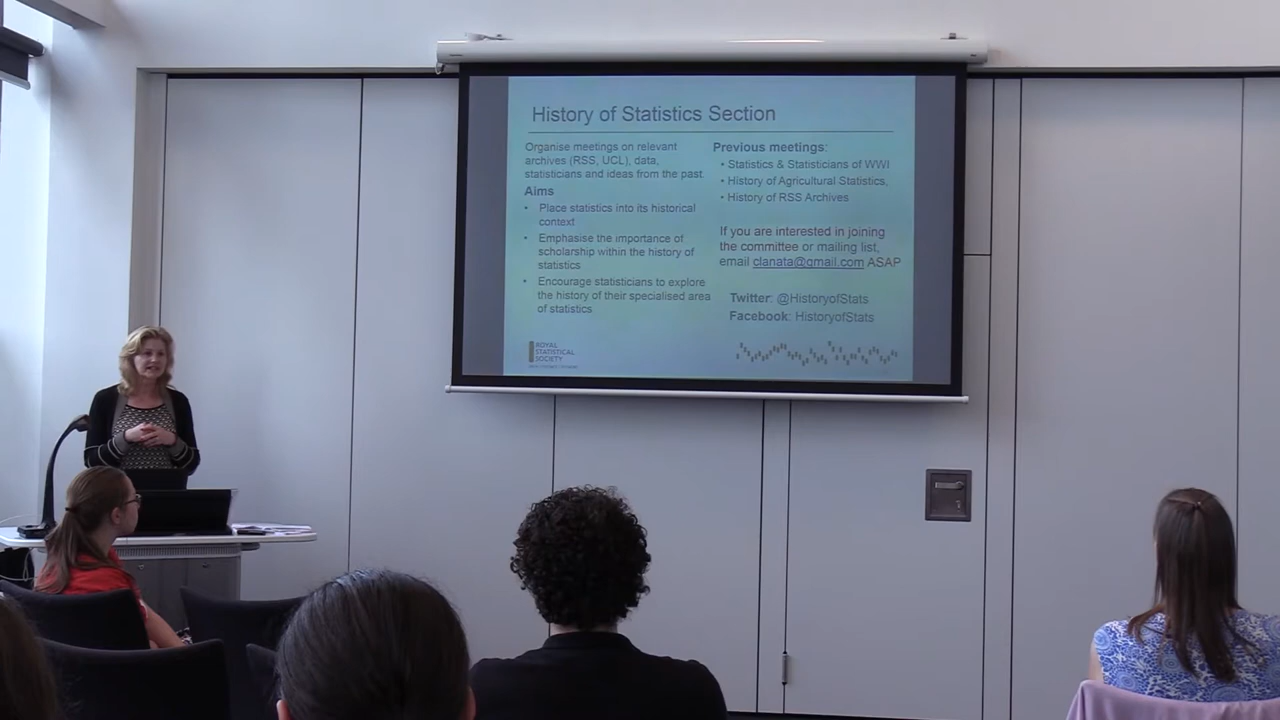 History of Statistics Section
Organise meetings on relevant
archives (RSS, UCL), data,
statisticians and ideas from the past.
Aims
• Place statistics into its historical
context
• Emphasise the importance of
scholarship within the history of
statistics
• Encourage statisticians to explore
the history of their specialised area
of statistics
Previous meetings:
• Statistics & Statisticians of WWI
• History of Agricultural Statistics,
• History of RSS Archives
If you are interested in joining
the committee or mailing list,
email clanata@gmail.com ASAP
Twitter: @HistoryofStats
Facebook: HistoryofStats
ROYAL
STATISTICAL
SOCIETY